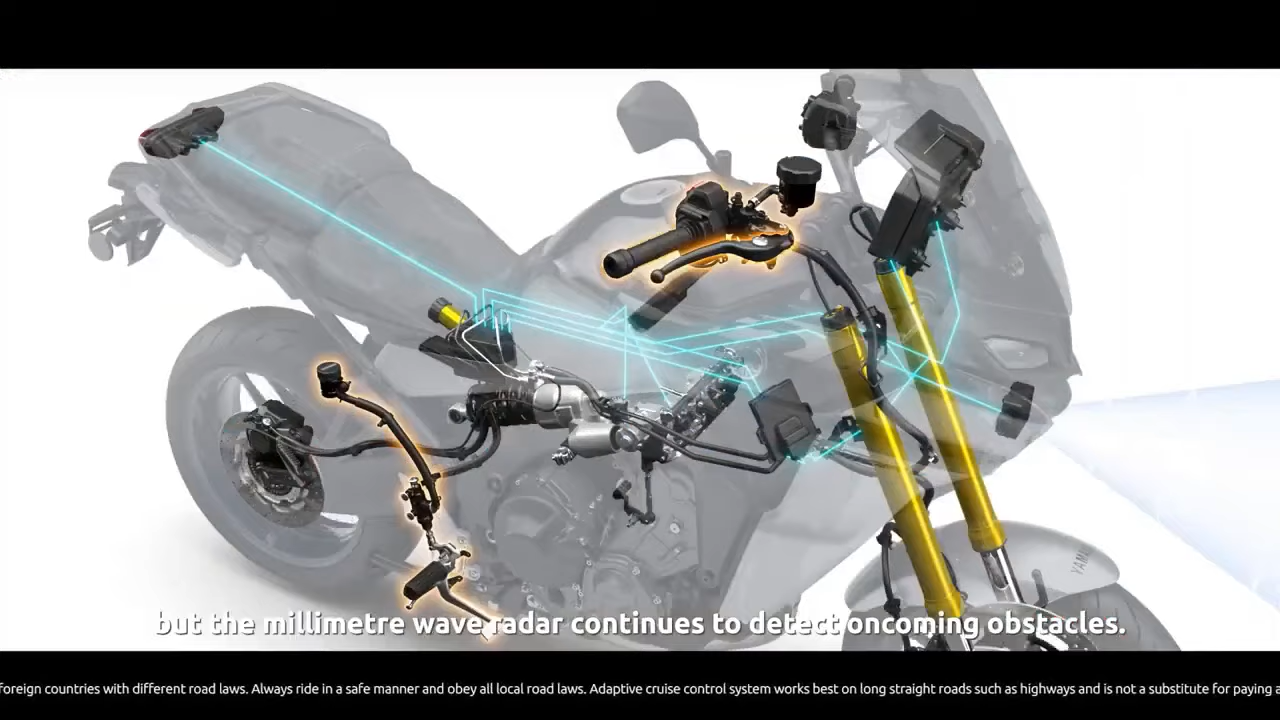 YAM
but the millimetre wave radar continues to detect oncoming obstacles.
foreign countries with different road laws. Always ride in a safe manner and obey all local road laws. Adaptive cruise control system works best on long straight roads such as highways and is not a substitute for paying a